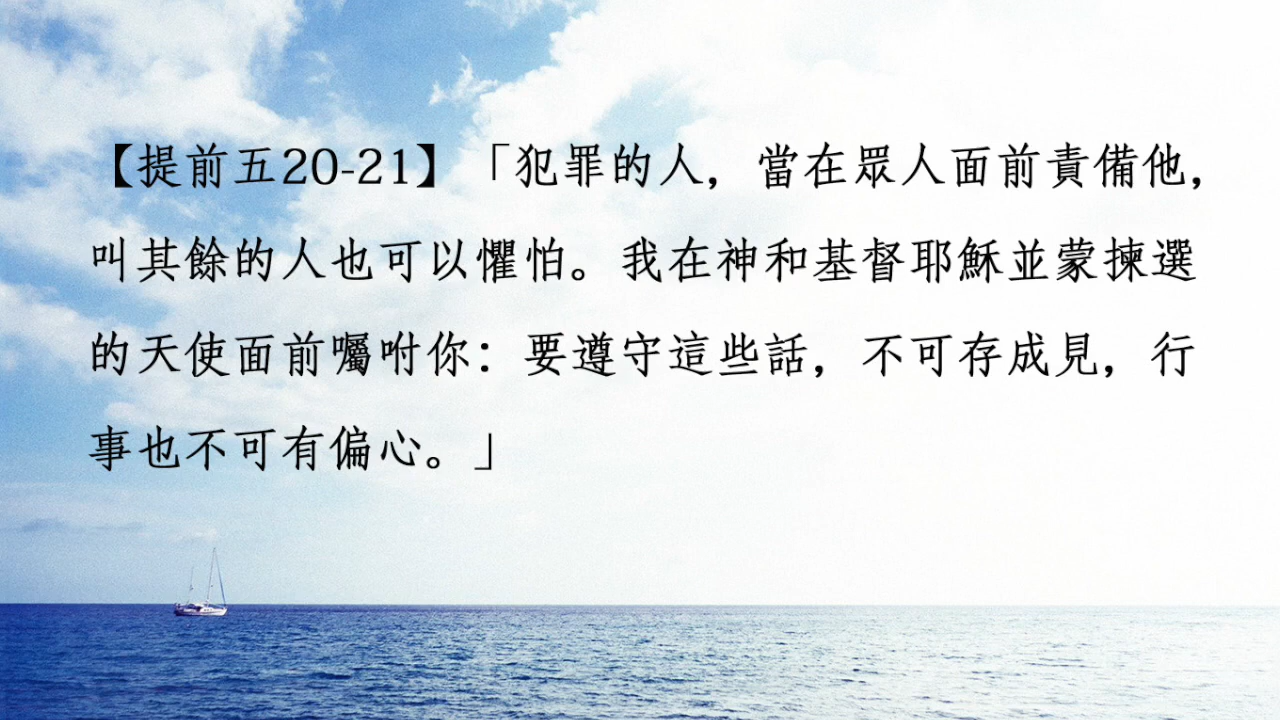 【提前五20-21】「犯罪的人，當在眾人面前責備他，
叫其餘的人也可以懼怕。我在神和基督耶穌並蒙揀選
的天使面前囑咐你：要遵守這些話，不可存成見，行
事也不可有偏心。」